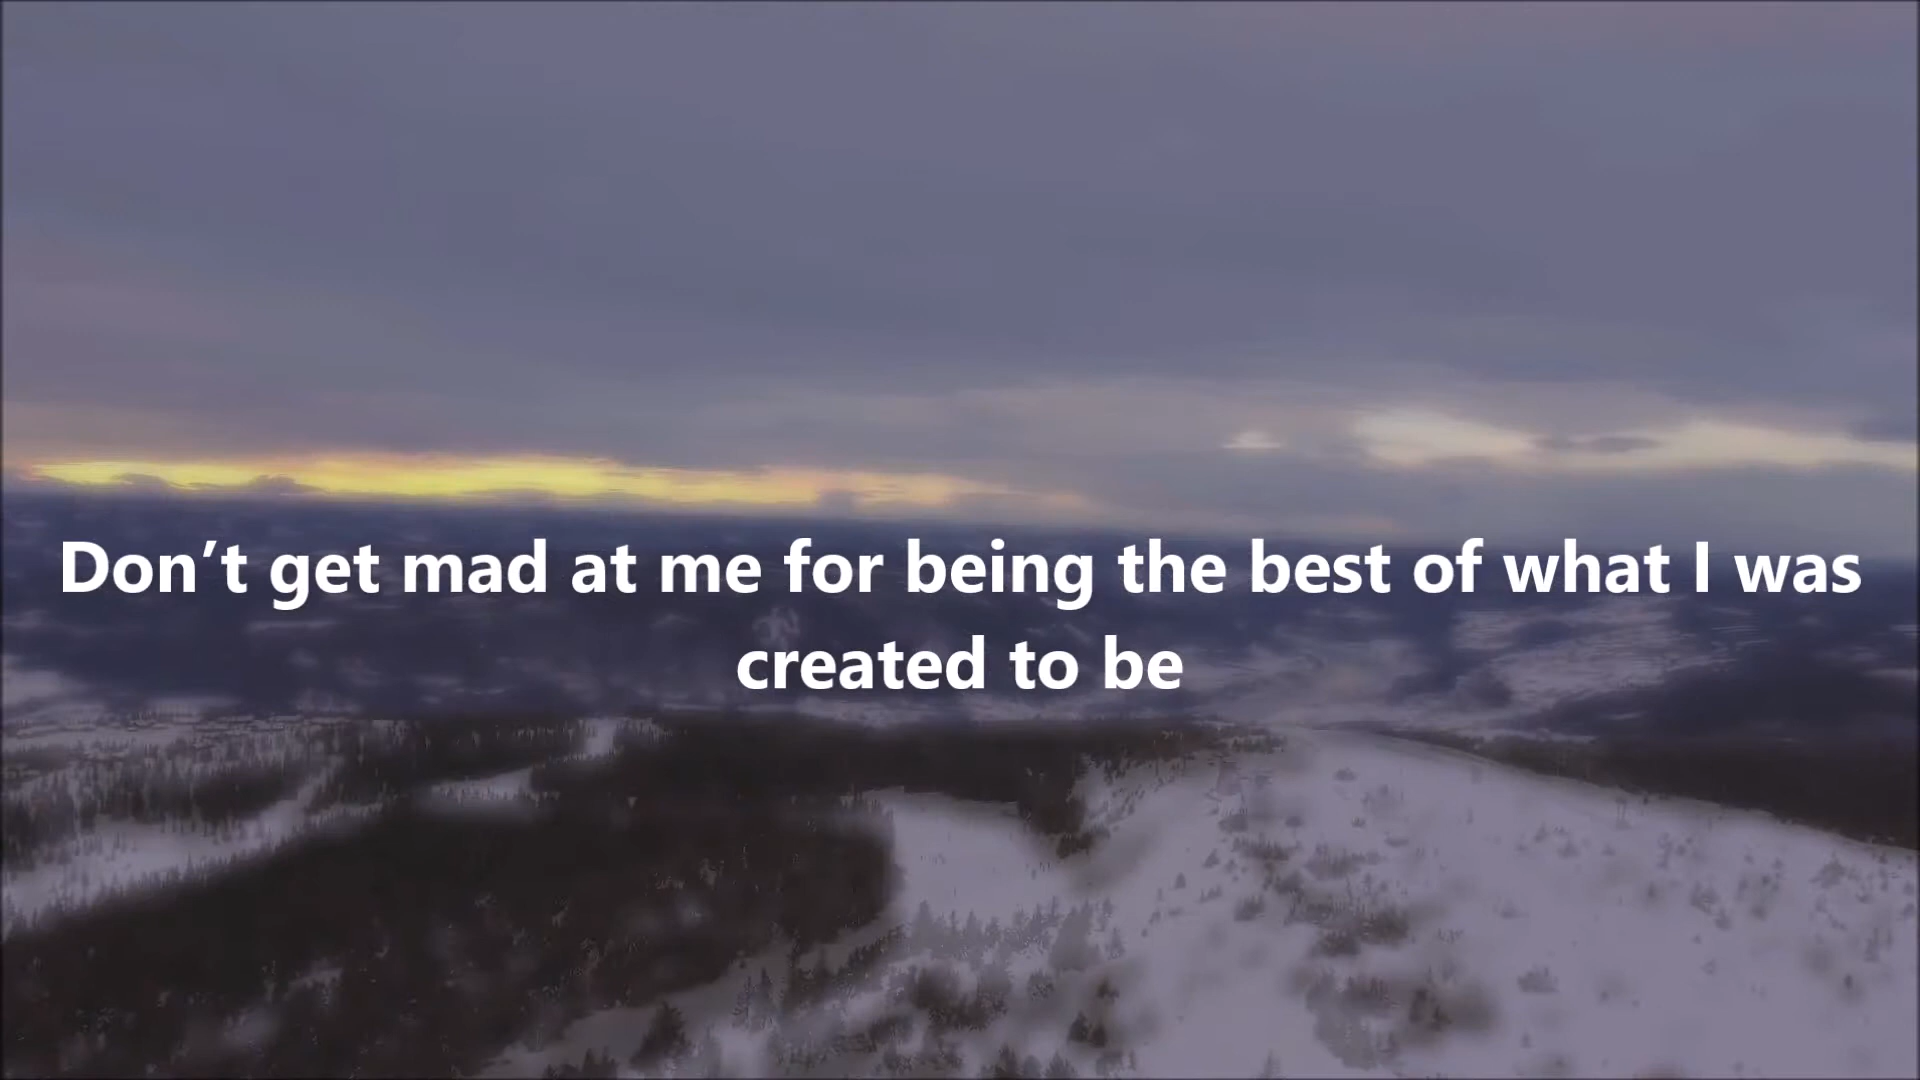 Don’t get mad at me for being the best of what I was
created to be